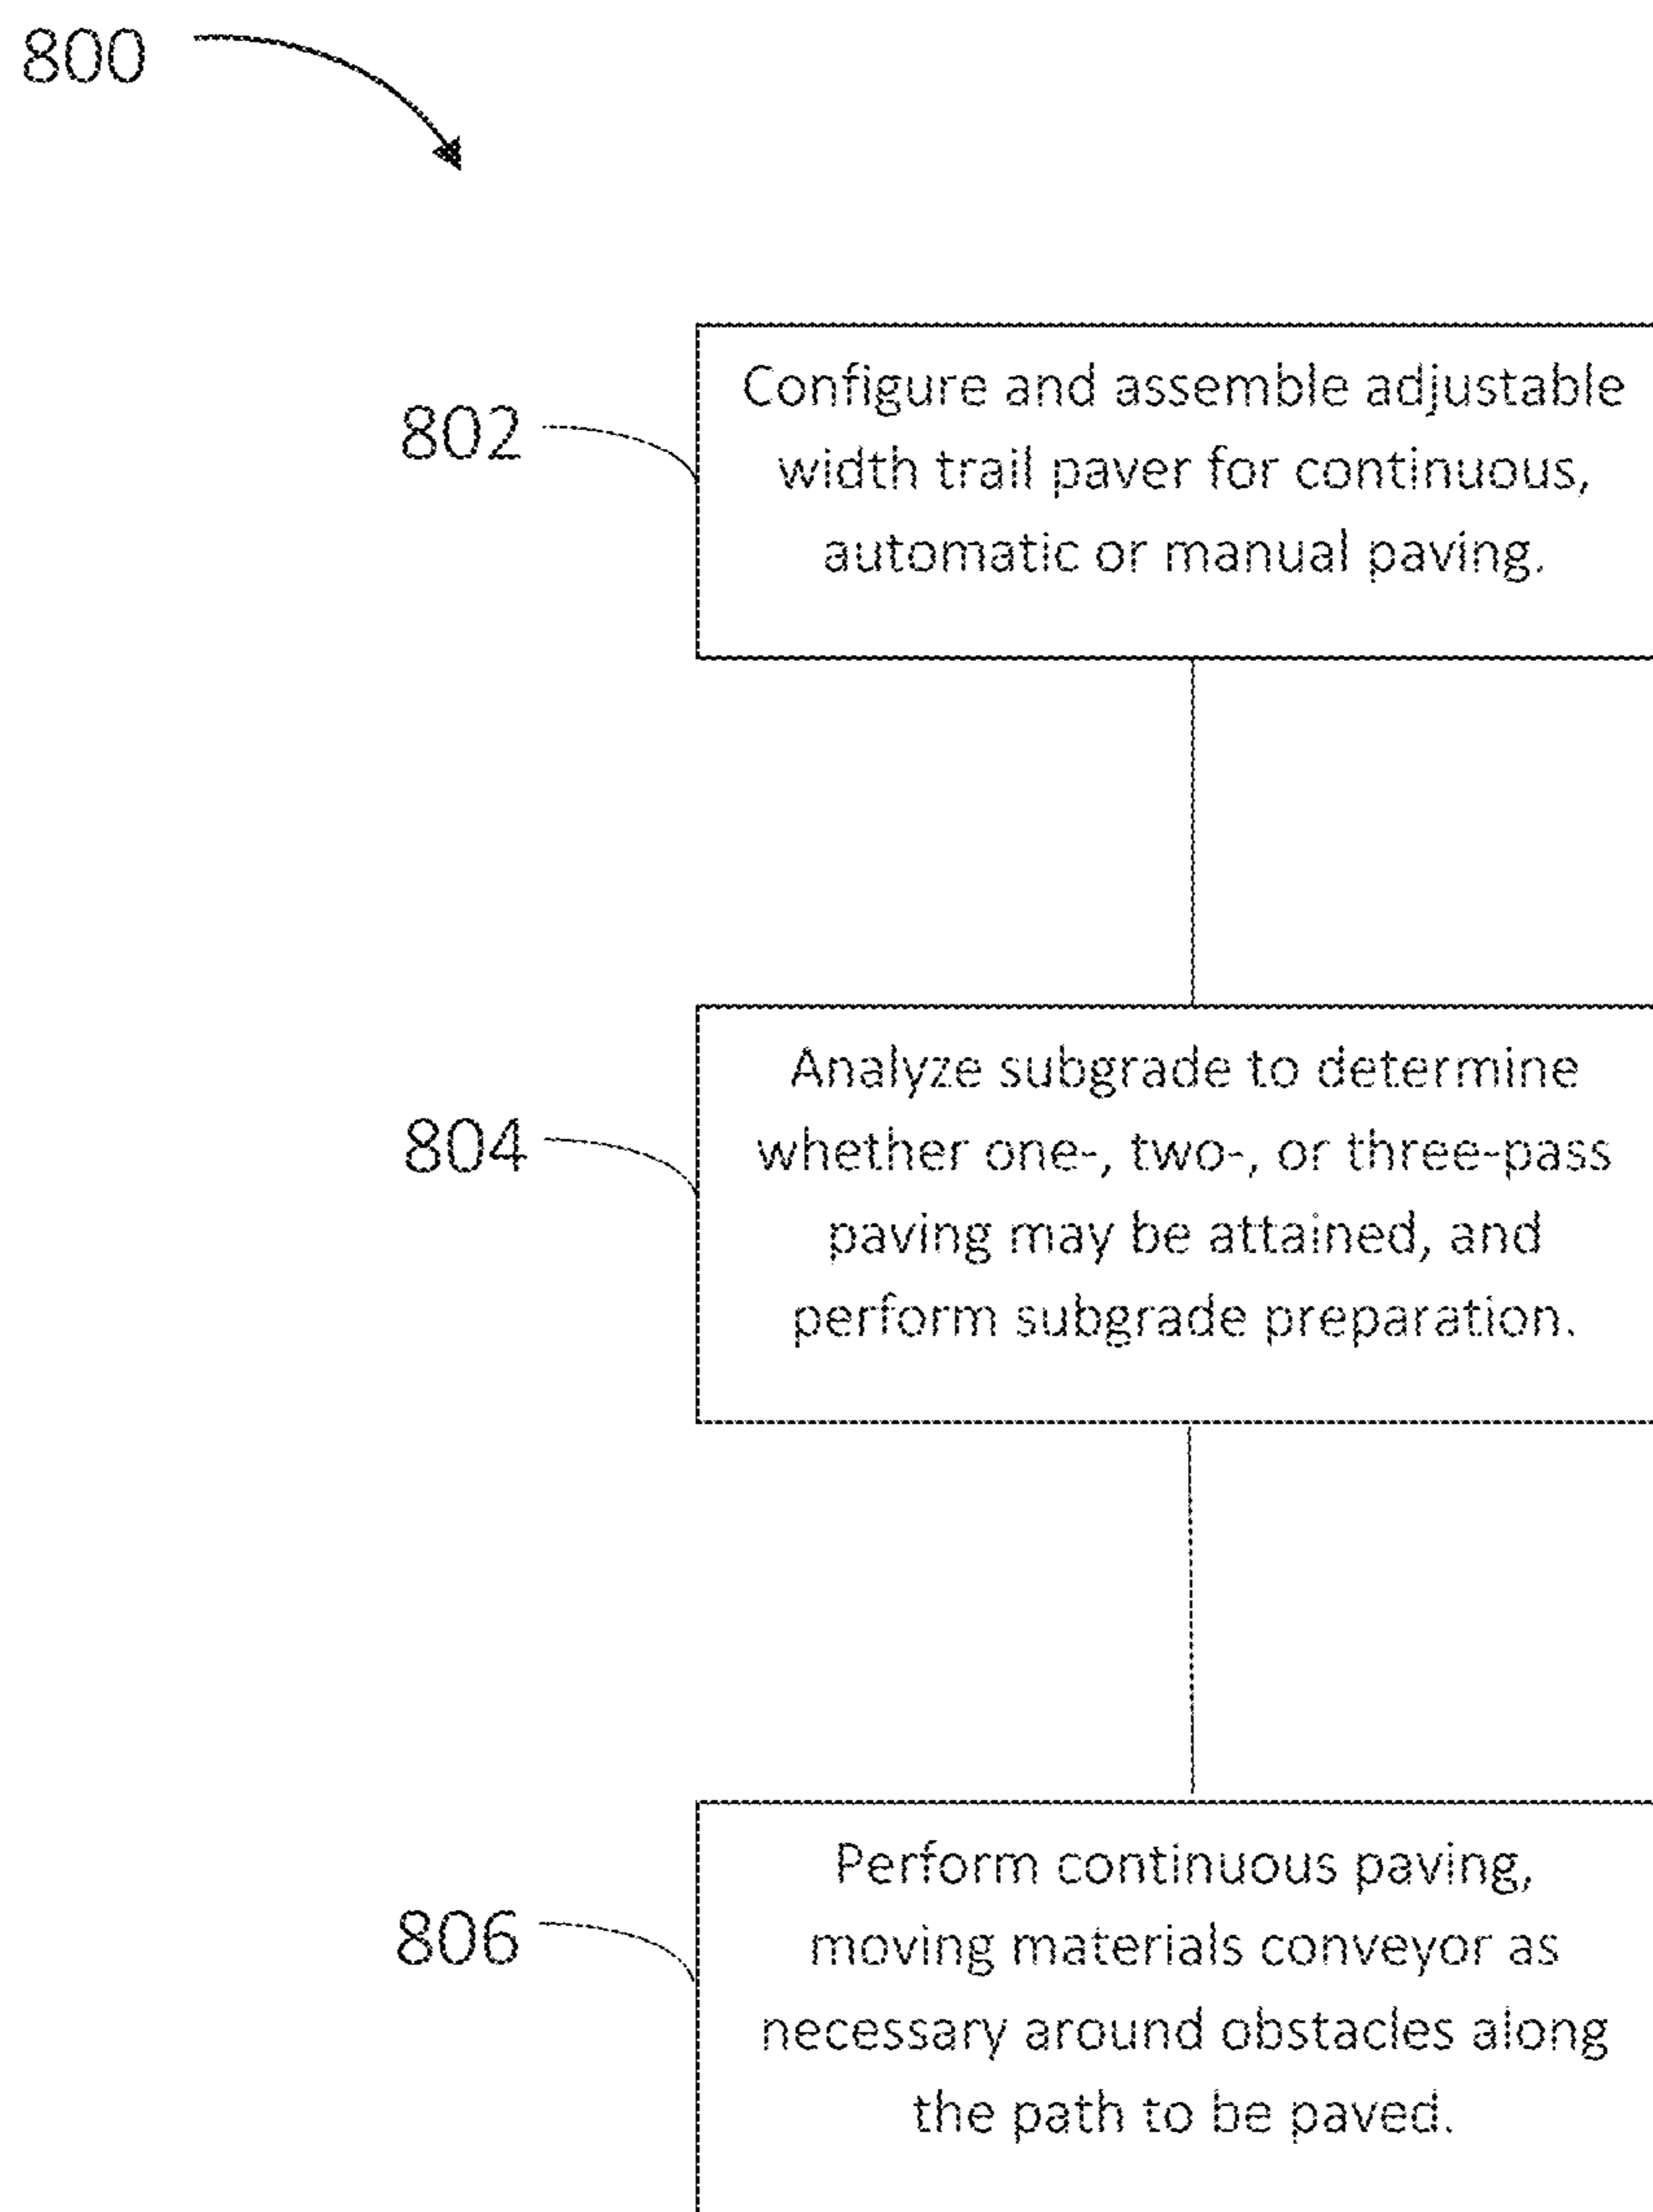 800
802
Configure and assemble adjustable
width trail paver for continuous,
automatic or manual paving.
804
Analyze subgrade to determine
whether one-, two-, or three-pass
paving may be attained, and
perform subgrade preparation.
806
Perform continuous paving,
moving materials conveyor as
necessary around obstacles along
the path to be paved.